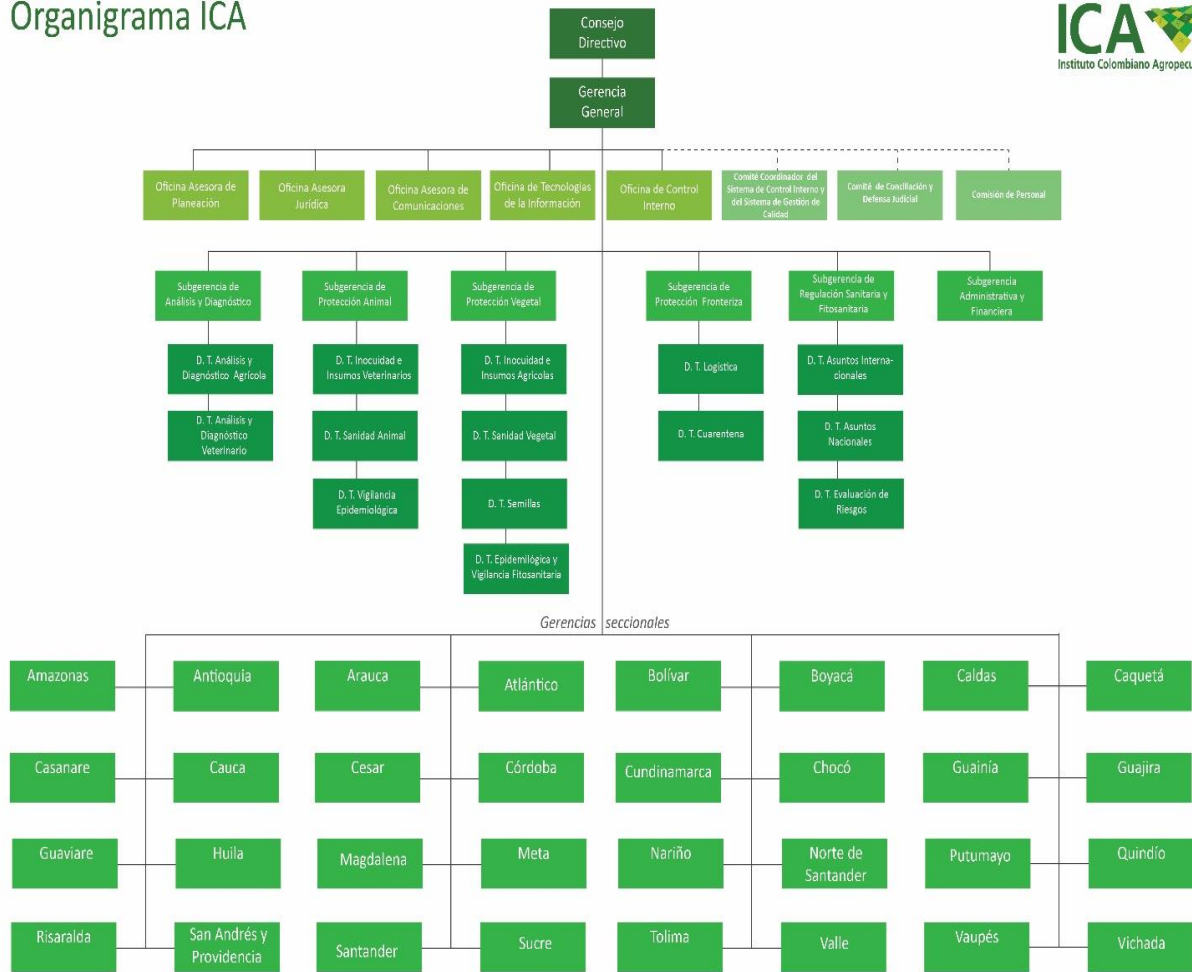 Organigrama ICA
ICA
Instituto Colombiano Agropecu
Consejo
Directivo
Gerencia
General
Oficina Asesora de
Planeación
Oficina Asesora
Jurídica
Oficina Asesora de
Comunicaciones
Oficina de Tecnologías
de la Información
Oficina de Control
Interno
Comité Coordinador del
Sistema de Control Interno y
del Sistema de Gestión de
Calidad
Comité de Conciliación y
Defensa Judicial
Comisión de Personal
Subgerencia de
Análisis y Diagnóstico
Subgerencia de
Protección Animal
Subgerencia de
Protección Vegetal
Subgerencia de
Protección Fronteriza
Subgerencia de
Regulación Sanitaria y
Fitosanitaria
Subgerencia
Administrativa y
Financiera
D. T. Análisis y
Diagnóstico Agrícola
D. T. Inocuidad e
Insumos Veterinarios
D. T. Inocuidad e
Insumos Agrícolas
D. T. Logística
D. T. Asuntos Interna-
cionales
D. T. Análisis y
Diagnóstico
Veterinario
D. T. Sanidad Animal
D. T. Sanidad Vegetal
D. T. Cuarentena
D. T. Asuntos
Nacionales
D. T. Vigilancia
Epidemiológica
D. T. Semillas
D. T. Evaluación de
Riesgos
D. T. Epidemilógica y
Vigilancia Fitosanitaria
Gerencias seccionales
Amazonas
Antioquia
Arauca
Atlántico
Bolívar
Boyacá
Caldas
Caquetá
Casanare
Cauca
Cesar
Córdoba
Cundinamarca
Chocó
Guainía
Guajira
Guaviare
Huila
Magdalena
Meta
Nariño
Norte de
Santander
Putumayo
Quindío
Risaralda
San Andrés y
Providencia
Santander
Sucre
Tolima
Valle
Vaupés
Vichada